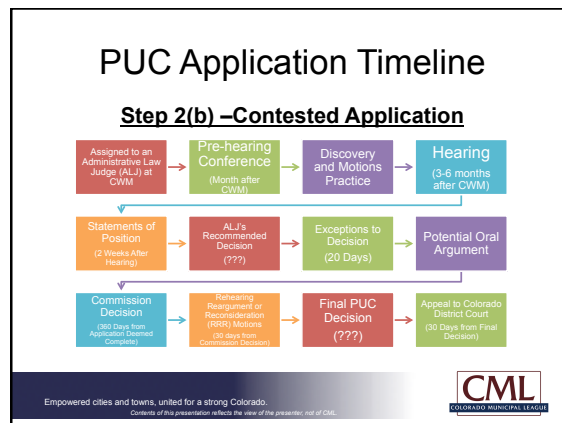 PUC Application Timeline
Step 2(b) –Contested Application
Assigned to an
Administrative Law
Judge (ALJ) at
CWM
Pre-hearing
Conference
(Month after
CWM)
Discovery
and Motions
Practice
Hearing
(3-6 months
after CWM)
Statements of
Position
(2 Weeks After
Hearing)
ALJ's
Recommended
Decision
(???)
Exceptions to
Decision
(20 Days)
Potential Oral
Argument
Commission
Decision
(360 Days from
Application Deemed
Complete)
Rehearing
Reargument or
Reconsideration
(RRR) Motions
(30 days from
Commission Decision)
Final PUC
Decision
(???)
Appeal to Colorado
District Court
(30 Days from Final
Decision)
Empowered cities and towns, united for a strong Colorado.
Contents of this presentation reflects the view of the presenter, not of CML.
CML
COLORADO MUNICIPAL LEAGUE